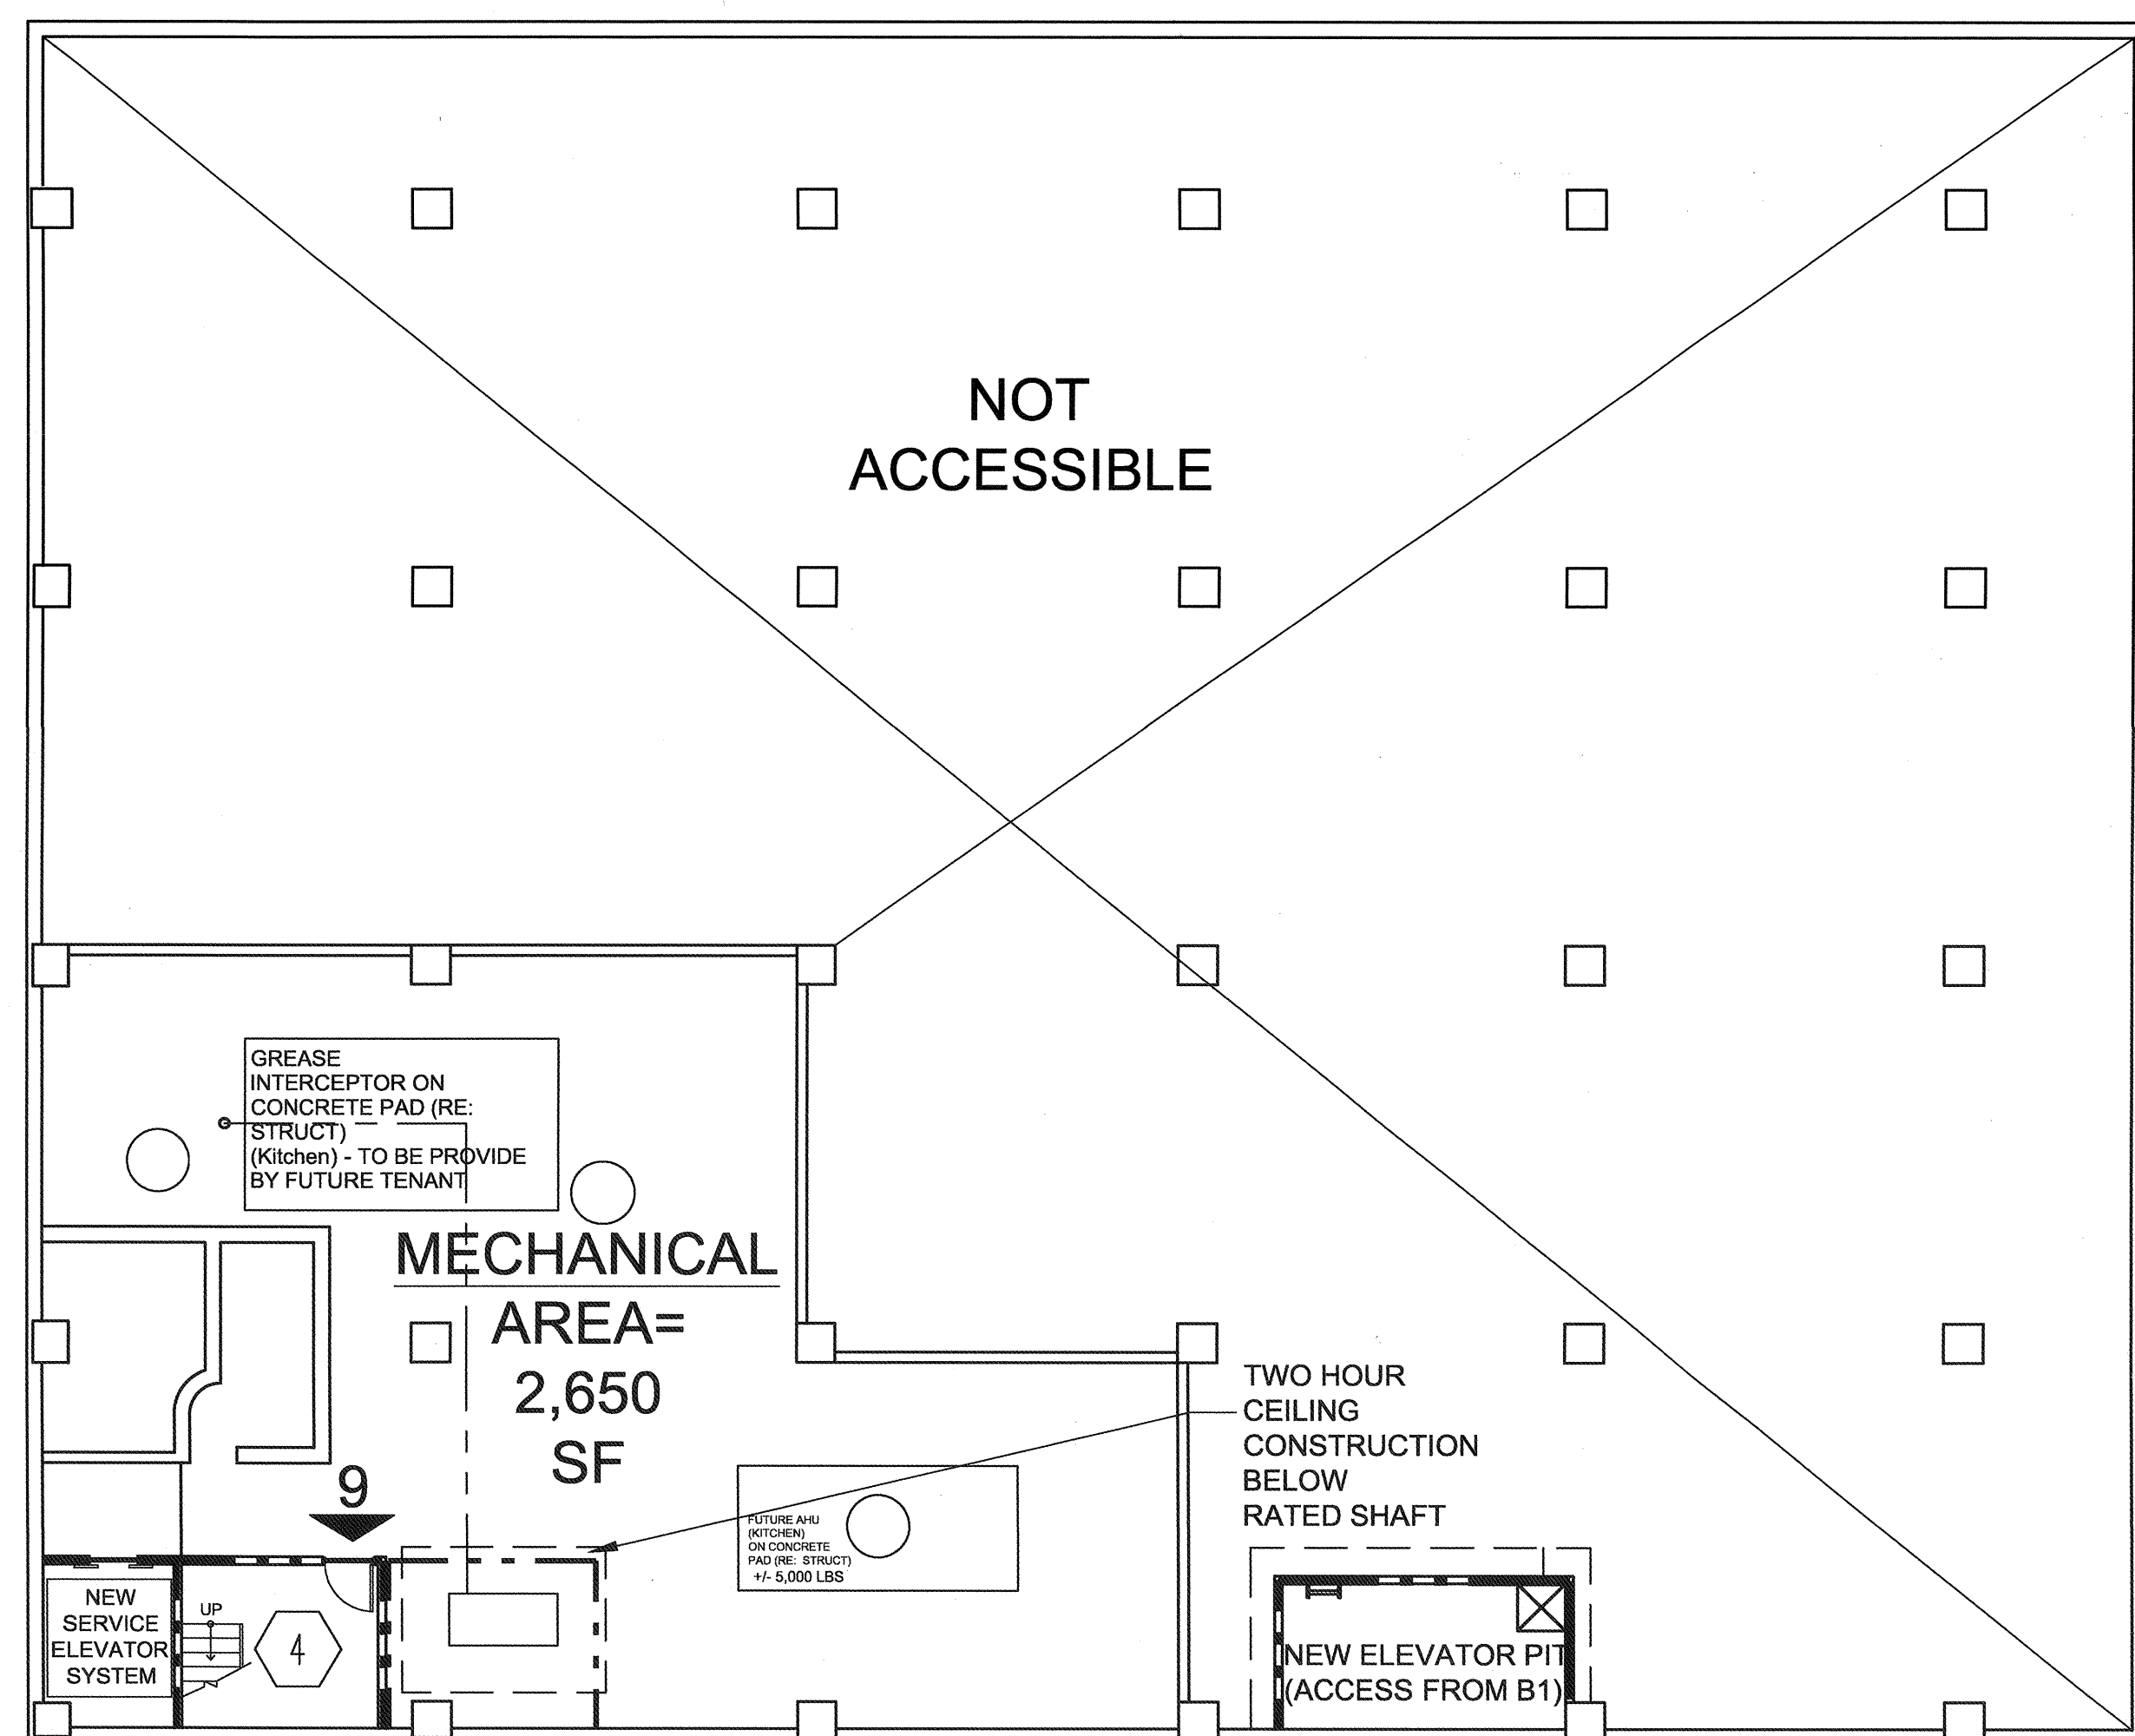 NOT
ACCESSIBLE
GREASE
INTERCEPTOR ON
CONCRETE PAD (RE:
STRUCT)
(Kitchen) - TO BE PROVIDE
BY FUTURE TENANT
MECHANICAL
AREA=
2,650
SF
TWO HOUR
CEILING
CONSTRUCTION
BELOW
RATED SHAFT
9
FUTURE AHU
(KITCHEN)
ON CONCRETE
PAD (RE: STRUCT)
+/- 5,000 LBS
NEW
SERVICE
ELEVATOR
SYSTEM
UP
4
NEW ELEVATOR PIT
(ACCESS FROM B1)